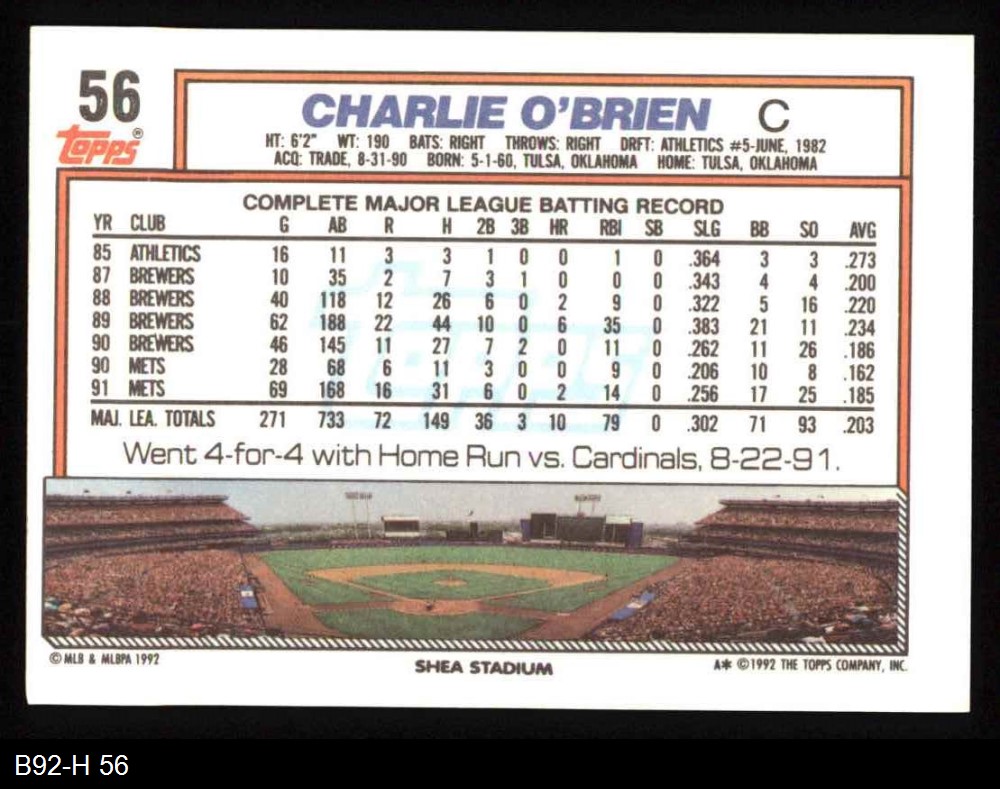 56
Topps®
CHARLIE O'BRIEN C
HT: 6'2" WT: 190 BATS: RIGHT THROWS: RIGHT DRFT: ATHLETICS #5-JUNE, 1982
ACQ: TRADE, 8-31-90 BORN: 5-1-60, TULSA, OKLAHOMA HOME: TULSA, OKLAHOMA
COMPLETE MAJOR LEAGUE BATTING RECORD
YR CLUB G AB R H 2B 3B HR RBI SB SLG BB SO AVG
85 ATHLETICS 16 11 3 3 1 0 0 1 0 .364 3 3 .273
87 BREWERS 10 35 2 7 3 1 0 0 0 .343 4 4 .200
88 BREWERS 40 118 12 26 6 0 2 9 0 .322 5 16 .220
89 BREWERS 62 188 22 44 10 0 6 35 0 .383 21 11 .234
90 BREWERS 46 145 11 27 7 2 0 11 0 .262 11 26 .186
90 METS 28 68 6 11 3 0 0 9 0 .206 10 8 .162
91 METS 69 168 16 31 6 0 2 14 0 .256 17 25 .185
MAJ. LEA. TOTALS 271 733 72 149 36 3 10 79 0 .302 71 93 .203
Topps
Went 4-for-4 with Home Run vs. Cardinals, 8-22-91.
© MLB & MLBPA 1992
SHEA STADIUM
A* ©1992 THE TOPPS COMPANY, INC.
B92-H 56